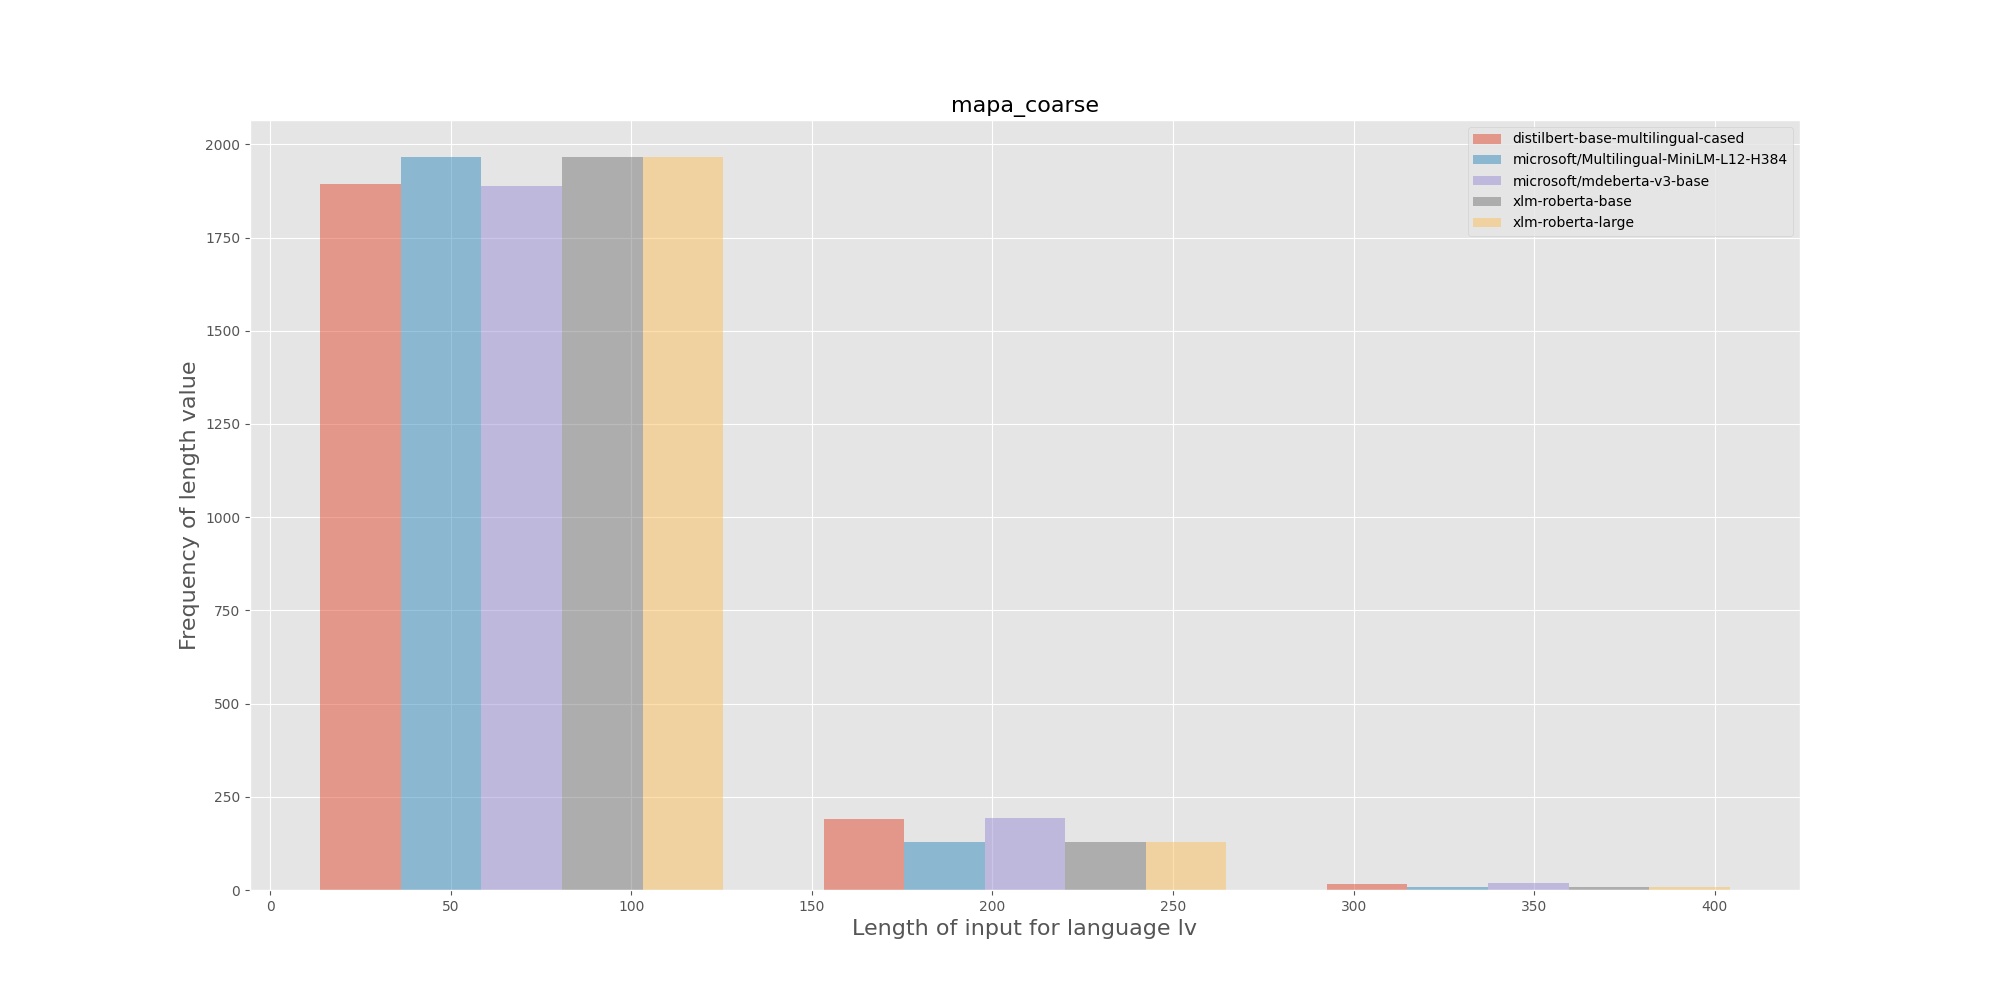 mapa_coarse
distilbert-base-multilingual-cased
microsoft/Multilingual-MiniLM-L12-H384
microsoft/mdeberta-v3-base
xlm-roberta-base
xlm-roberta-large
Frequency of length value
2000
1750
1500
1250
1000
750
500
250
0
0 50 100 150 200 250 300 350 400
Length of input for language lv